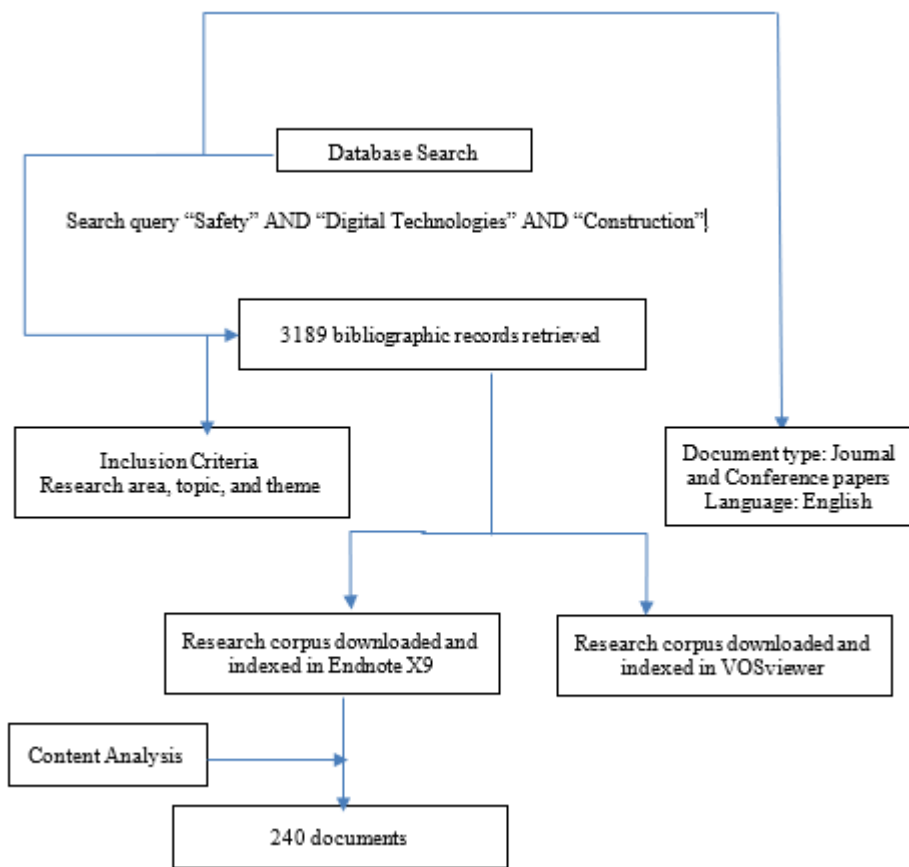 Database Search
Search query “Safety” AND “Digital Technologies” AND “Construction”
3189 bibliographic records retrieved
Inclusion Criteria
Research area, topic, and theme
Document type: Journal
and Conference papers
Language: English
Research corpus downloaded and
indexed in Endnote X9
Research corpus downloaded and
indexed in VOSviewer
Content Analysis
240 documents